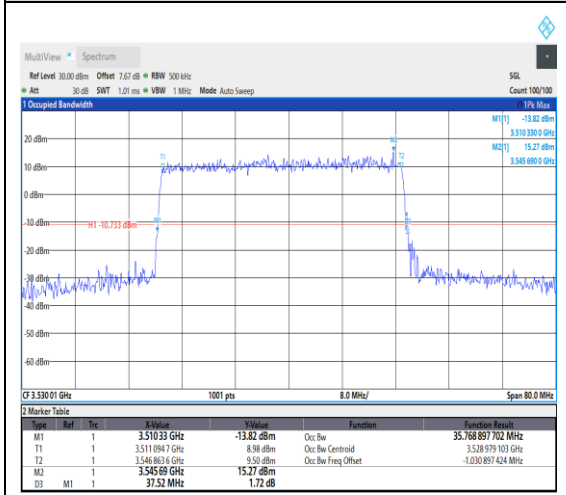 MultiView Spectrum
Ref Level 30.00 dBm Offset 7.67 dB RBW 500 kHz SGL
Att 30 dB SWT 1.01 ms VBW 1 MHz Mode Auto Sweep Count 100/100
1 Occupied Bandwidth 1Pk Max
M1[1] -13.82 dBm
3.510 330 0 GHz
M2[1] 15.27 dBm
3.545 690 0 GHz
M2
T1
T2
20 dBm
10 dBm
0 dBm
M1
-10 dBm
H1 -10.733 dBm
-20 dBm
-30 dBm
-40 dBm
-50 dBm
-60 dBm
CF 3.530 01 GHz 1001 pts 8.0 MHz/ Span 80.0 MHz
2 Marker Table
Type Ref Trc X-Value Y-Value Function Function Result
M1 1 3.510 33 GHz -13.82 dBm Occ Bw 35.768 897 702 MHz
T1 1 3.511 094 7 GHz 8.98 dBm Occ Bw Centroid 3.528 979 103 GHz
T2 1 3.546 863 6 GHz 9.50 dBm Occ Bw Freq Offset -1.030 897 424 MHz
M2 1 3.545 69 GHz 15.27 dBm
D3 M1 1 37.52 MHz 1.72 dB